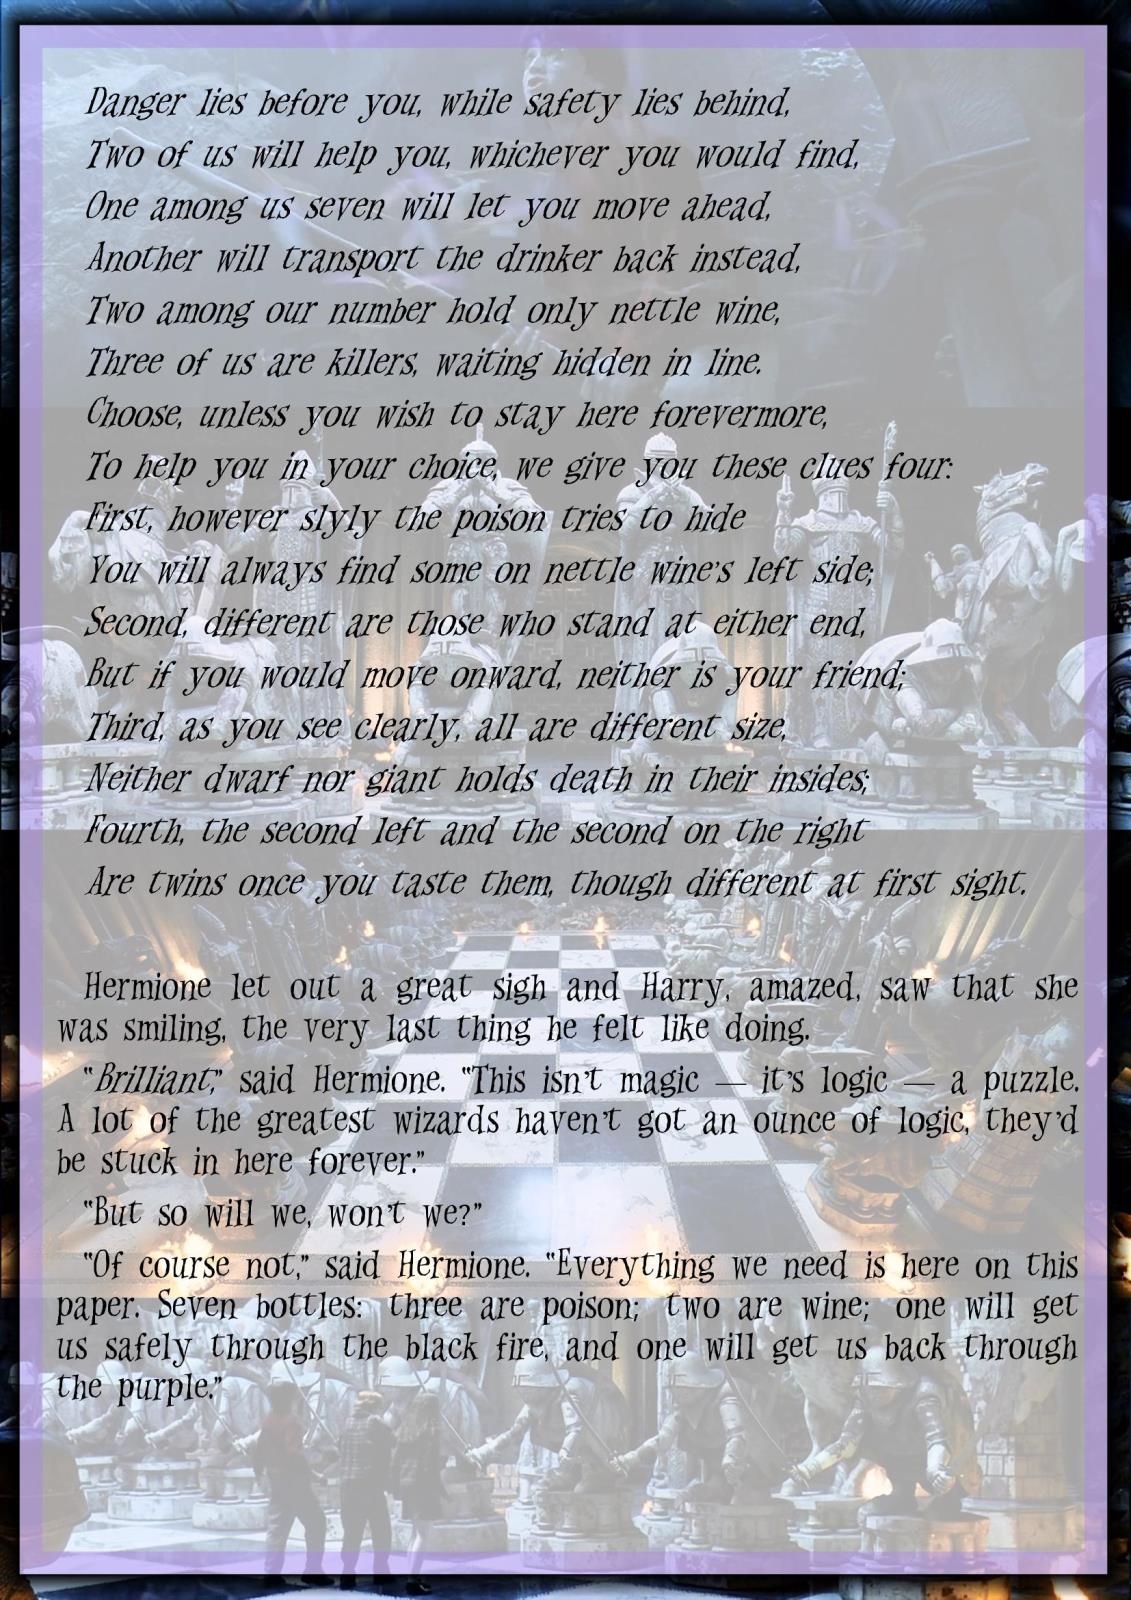 Danger lies before you, while safety lies behind,
Two of us will help you, whichever you would find,
One among us seven will let you move ahead,
Another will transport the drinker back instead,
Two among our number hold only nettle wine,
Three of us are killers, waiting hidden in line.
Choose, unless you wish to stay here forevermore,
To help you in your choice, we give you these clues four:
First, however slyly the poison tries to hide
You will always find some on nettle wine's left side;
Second, different are those who stand at either end,
But if you would move onward, neither is your friend;
Third, as you see clearly, all are different size,
Neither dwarf nor giant holds death in their insides;
Fourth, the second left and the second on the right
Are twins once you taste them, though different at first sight.
Hermione let out a great sigh and Harry, amazed, saw that she
was smiling, the very last thing he felt like doing.
"Brilliant," said Hermione. "This isn't magic — it's logic — a puzzle.
A lot of the greatest wizards haven't got an ounce of logic, they'd
be stuck in here forever."
"But so will we, won't we?"
"Of course not," said Hermione. "Everything we need is here on this
paper. Seven bottles: three are poison; two are wine; one will get
us safely through the black fire, and one will get us back through
the purple."